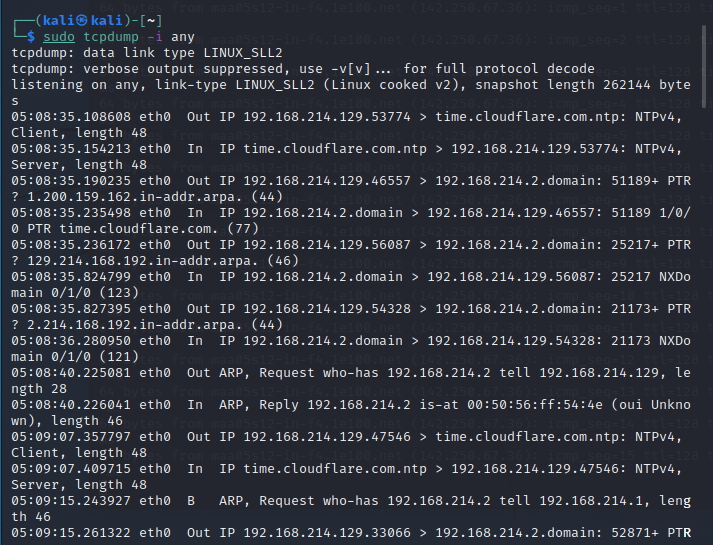 ┌──(kali㉿kali)-[~]
└─$ sudo tcpdump -i any
tcpdump: data link type LINUX_SLL2
tcpdump: verbose output suppressed, use -v[v]... for full protocol decode
listening on any, link-type LINUX_SLL2 (Linux cooked v2), snapshot length 262144 byte
s
05:08:35.108608 eth0  Out IP 192.168.214.129.53774 > time.cloudflare.com.ntp: NTPv4,
Client, length 48
05:08:35.154213 eth0  In  IP time.cloudflare.com.ntp > 192.168.214.129.53774: NTPv4,
Server, length 48
05:08:35.190235 eth0  Out IP 192.168.214.129.46557 > 192.168.214.2.domain: 51189+ PTR
? 1.200.159.162.in-addr.arpa. (44)
05:08:35.235498 eth0  In  IP 192.168.214.2.domain > 192.168.214.129.46557: 51189 1/0/
0 PTR time.cloudflare.com. (77)
05:08:35.236172 eth0  Out IP 192.168.214.129.56087 > 192.168.214.2.domain: 25217+ PTR
? 129.214.168.192.in-addr.arpa. (46)
05:08:35.824799 eth0  In  IP 192.168.214.2.domain > 192.168.214.129.56087: 25217 NXDo
main 0/1/0 (123)
05:08:35.827395 eth0  Out IP 192.168.214.129.54328 > 192.168.214.2.domain: 21173+ PTR
? 2.214.168.192.in-addr.arpa. (44)
05:08:36.280950 eth0  In  IP 192.168.214.2.domain > 192.168.214.129.54328: 21173 NXDo
main 0/1/0 (121)
05:08:40.225081 eth0  Out ARP, Request who-has 192.168.214.2 tell 192.168.214.129, le
ngth 28
05:08:40.226041 eth0  In  ARP, Reply 192.168.214.2 is-at 00:50:56:ff:54:4e (oui Unkno
wn), length 46
05:09:07.357797 eth0  Out IP 192.168.214.129.47546 > time.cloudflare.com.ntp: NTPv4,
Client, length 48
05:09:07.409715 eth0  In  IP time.cloudflare.com.ntp > 192.168.214.129.47546: NTPv4,
Server, length 48
05:09:15.243927 eth0  B   ARP, Request who-has 192.168.214.2 tell 192.168.214.1, leng
th 46
05:09:15.261322 eth0  Out IP 192.168.214.129.33066 > 192.168.214.2.domain: 52871+ PTR